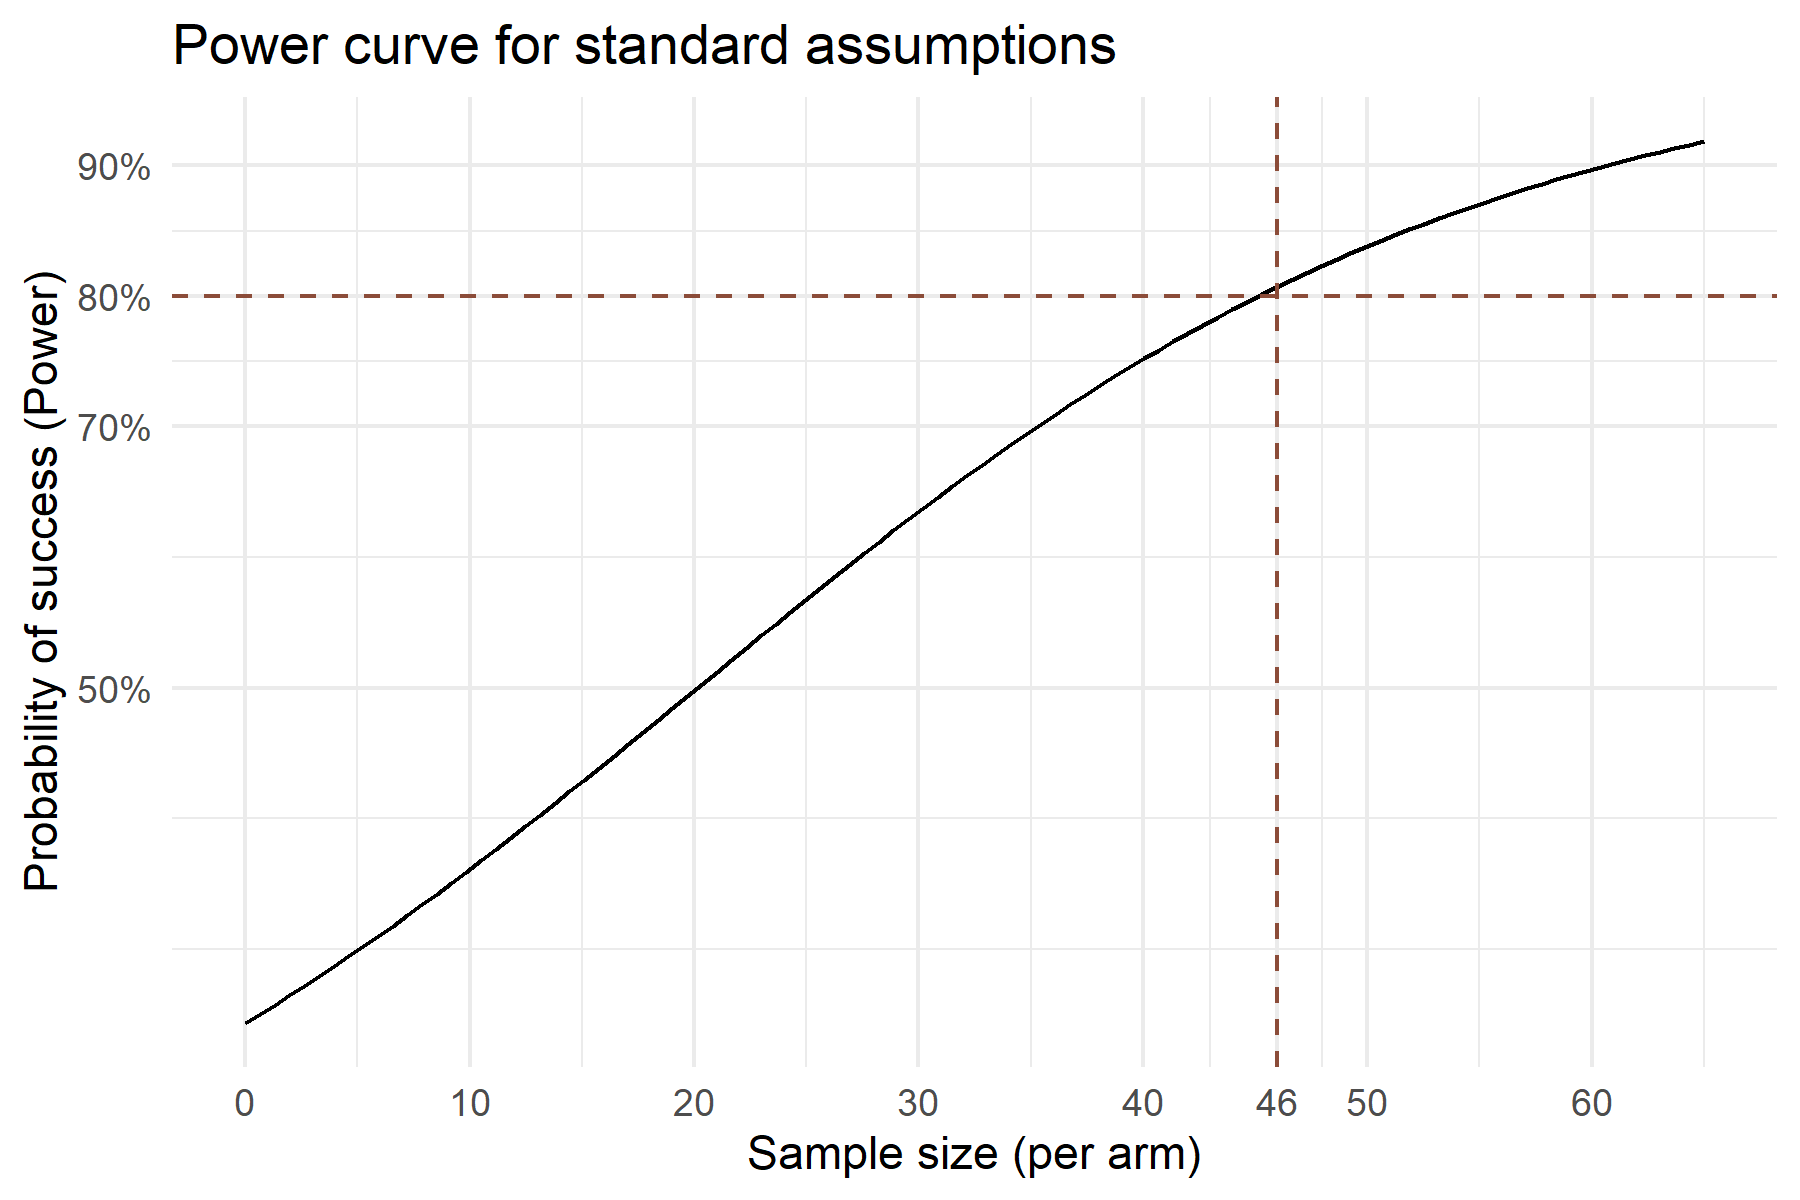 Power curve for standard assumptions
Probability of success (Power)
90%
80%
70%
50%
0 10 20 30 40 46 50 60
Sample size (per arm)